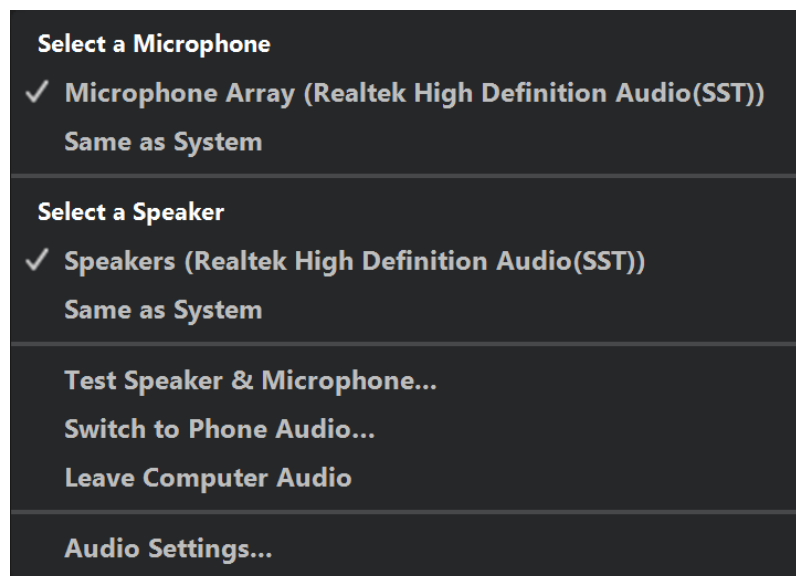 Select a Microphone
Microphone Array (Realtek High Definition Audio(SST))
Same as System
Select a Speaker
Speakers (Realtek High Definition Audio(SST))
Same as System
Test Speaker & Microphone...
Switch to Phone Audio...
Leave Computer Audio
Audio Settings...